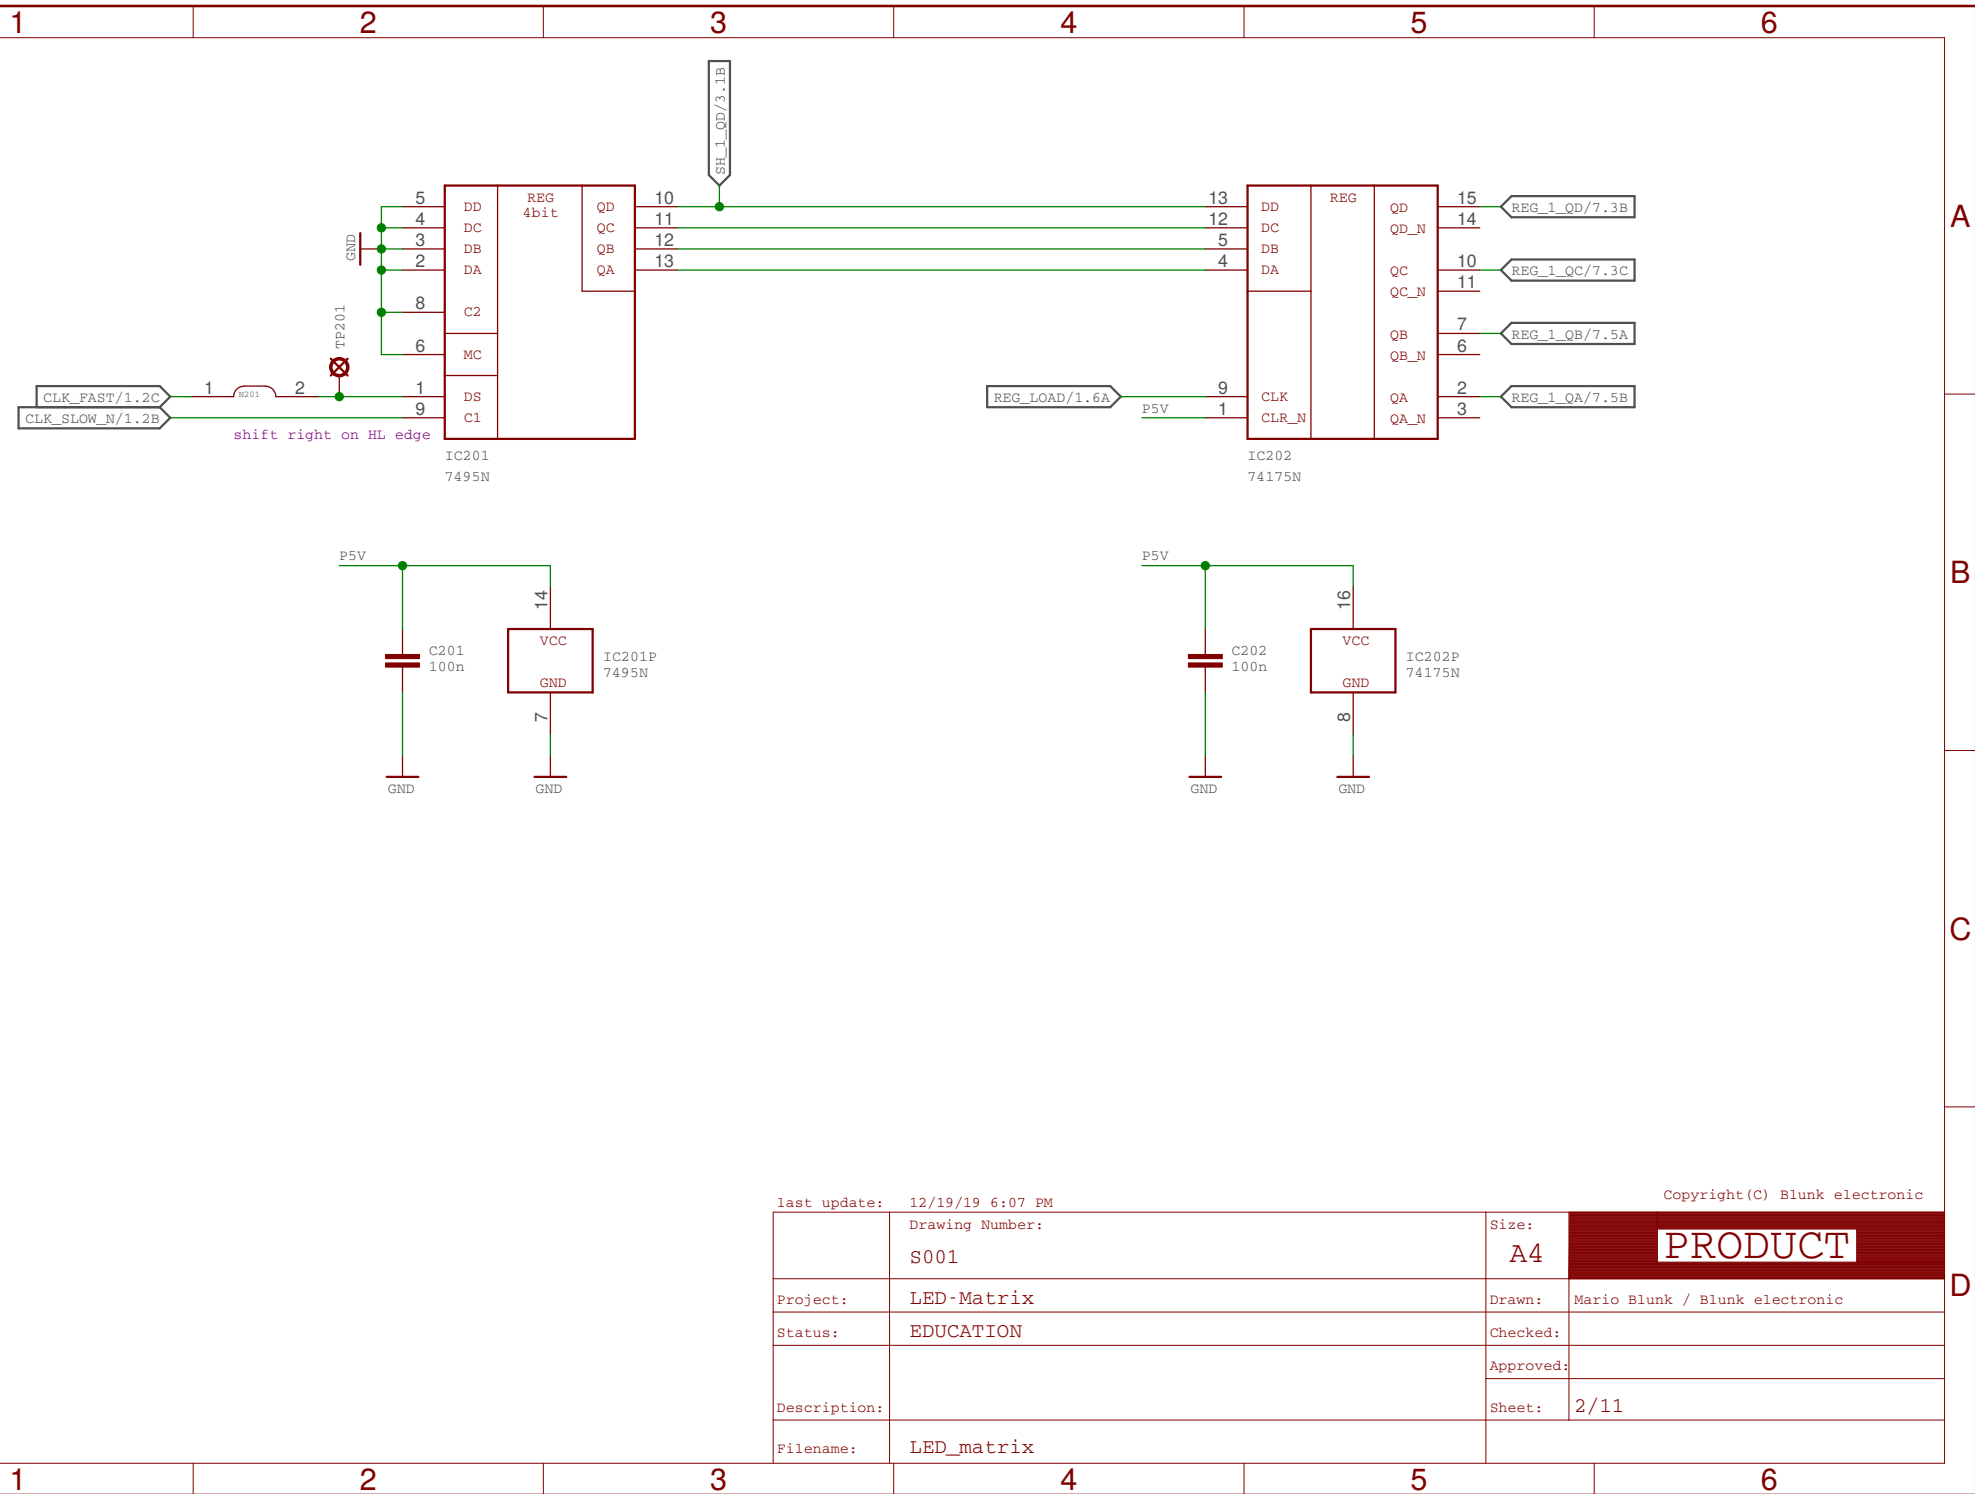 1 2 3 4 5 6
SH_1_QD/3.1B
A
5 DD REG QD 10
4bit
4 DC QC 11
3 DB QB 12
2 DA QA 13
GND
8 C2
6 MC
TP201
CLK_FAST/1.2C 1 N201 2 1 DS
CLK_SLOW_N/1.2B 9 C1
shift right on HL edge
IC201
7495N
13 DD REG QD 15 REG_1_QD/7.3B
12 DC QD_N 14
5 DB
4 DA QC 10 REG_1_QC/7.3C
QC_N 11
QB 7 REG_1_QB/7.5A
QB_N 6
REG_LOAD/1.6A 9 CLK QA 2 REG_1_QA/7.5B
P5V 1 CLR_N QA_N 3
IC202
74175N
B
P5V
14
VCC
GND
7
C201
100n
IC201P
7495N
GND GND
P5V
16
VCC
GND
8
C202
100n
IC202P
74175N
GND GND
C
last update: 12/19/19 6:07 PM
Copyright(C) Blunk electronic
Drawing Number:
S001
Size:
A4
PRODUCT
D
Project: LED-Matrix
Drawn: Mario Blunk / Blunk electronic
Status: EDUCATION
Checked:
Approved:
Description:
Sheet: 2/11
Filename: LED_matrix
1 2 3 4 5 6